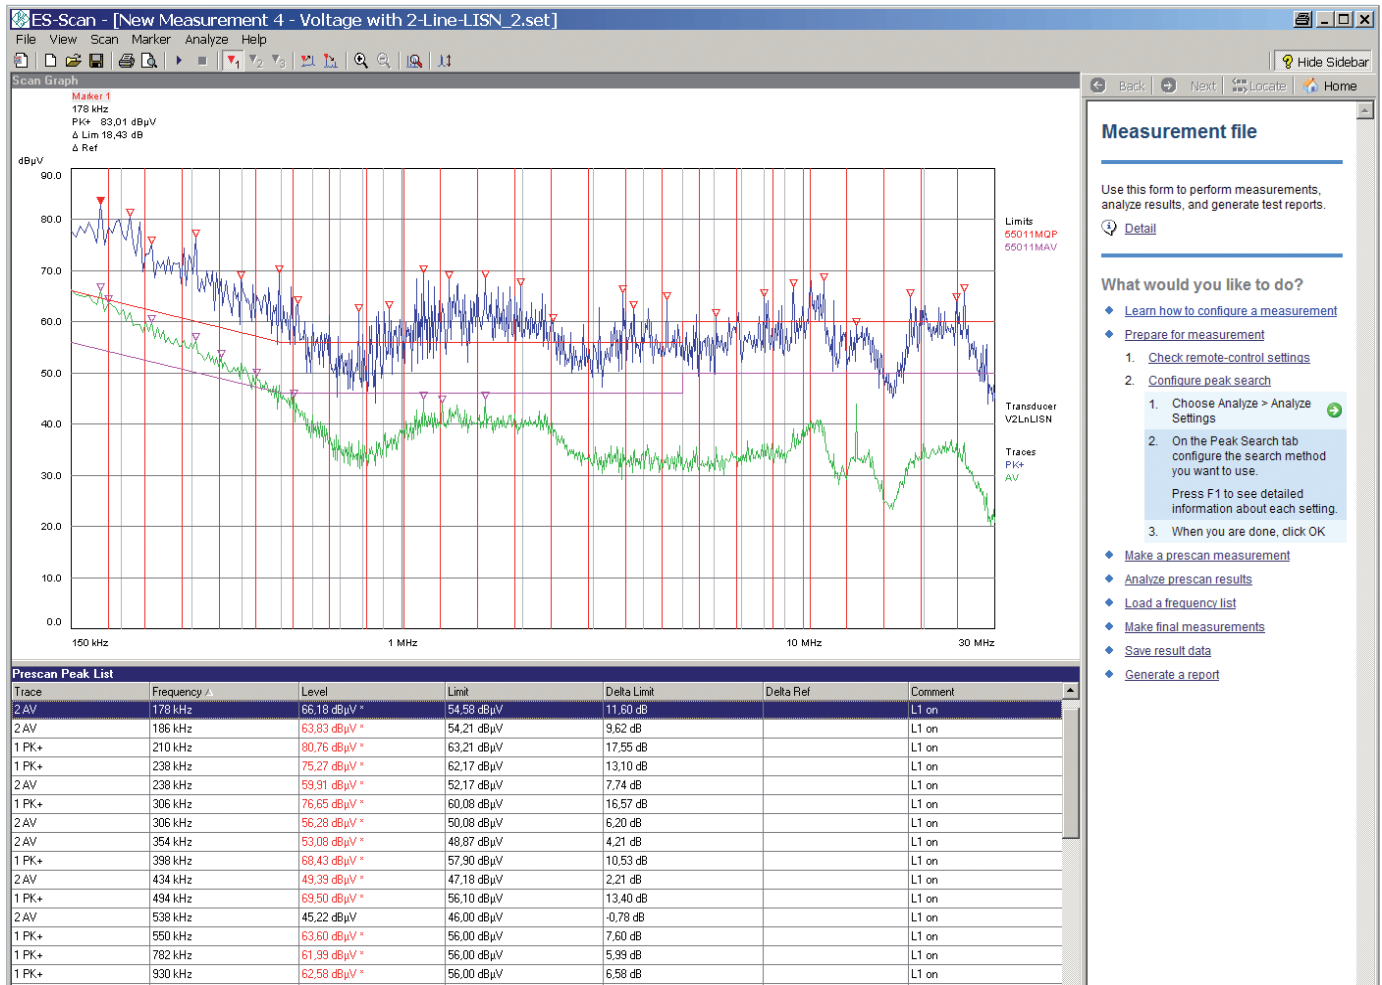 ES-Scan - [New Measurement 4 - Voltage with 2-Line-LISN_2.set]
File View Scan Marker Analyze Help
1 2 3
Hide Sidebar
Scan Graph
Back Next Locate Home
Marker 1
178 kHz
PK+ 83,01 dBµV
Δ Lim 18,43 dB
Δ Ref
dBµV
90.0
80.0
70.0
60.0
50.0
40.0
30.0
20.0
10.0
0.0
150 kHz 1 MHz 10 MHz 30 MHz
Limits
55011MQP
55011MAV
Transducer
V2LnLISN
Traces
PK+
AV
Prescan Peak List
Trace Frequency Level Limit Delta Limit Delta Ref Comment
2 AV 178 kHz 66,18 dBµV * 54,58 dBµV 11,60 dB L1 on
2 AV 186 kHz 63,83 dBµV * 54,21 dBµV 9,62 dB L1 on
1 PK+ 210 kHz 80,76 dBµV * 63,21 dBµV 17,55 dB L1 on
1 PK+ 238 kHz 75,27 dBµV * 62,17 dBµV 13,10 dB L1 on
2 AV 238 kHz 59,91 dBµV * 52,17 dBµV 7,74 dB L1 on
1 PK+ 306 kHz 76,65 dBµV * 60,08 dBµV 16,57 dB L1 on
2 AV 306 kHz 56,28 dBµV * 50,08 dBµV 6,20 dB L1 on
2 AV 354 kHz 53,08 dBµV * 48,87 dBµV 4,21 dB L1 on
1 PK+ 398 kHz 68,43 dBµV * 57,90 dBµV 10,53 dB L1 on
2 AV 434 kHz 49,39 dBµV * 47,18 dBµV 2,21 dB L1 on
1 PK+ 494 kHz 69,50 dBµV * 56,10 dBµV 13,40 dB L1 on
2 AV 538 kHz 45,22 dBµV 46,00 dBµV -0,78 dB L1 on
1 PK+ 550 kHz 63,60 dBµV * 56,00 dBµV 7,60 dB L1 on
1 PK+ 782 kHz 61,99 dBµV * 56,00 dBµV 5,99 dB L1 on
1 PK+ 930 kHz 62,58 dBµV * 56,00 dBµV 6,58 dB L1 on
Measurement file
Use this form to perform measurements,
analyze results, and generate test reports.
Detail
What would you like to do?
Learn how to configure a measurement
Prepare for measurement
1. Check remote-control settings
2. Configure peak search
1. Choose Analyze > Analyze
Settings
2. On the Peak Search tab
configure the search method
you want to use.
Press F1 to see detailed
information about each setting.
3. When you are done, click OK
Make a prescan measurement
Analyze prescan results
Load a frequency list
Make final measurements
Save result data
Generate a report